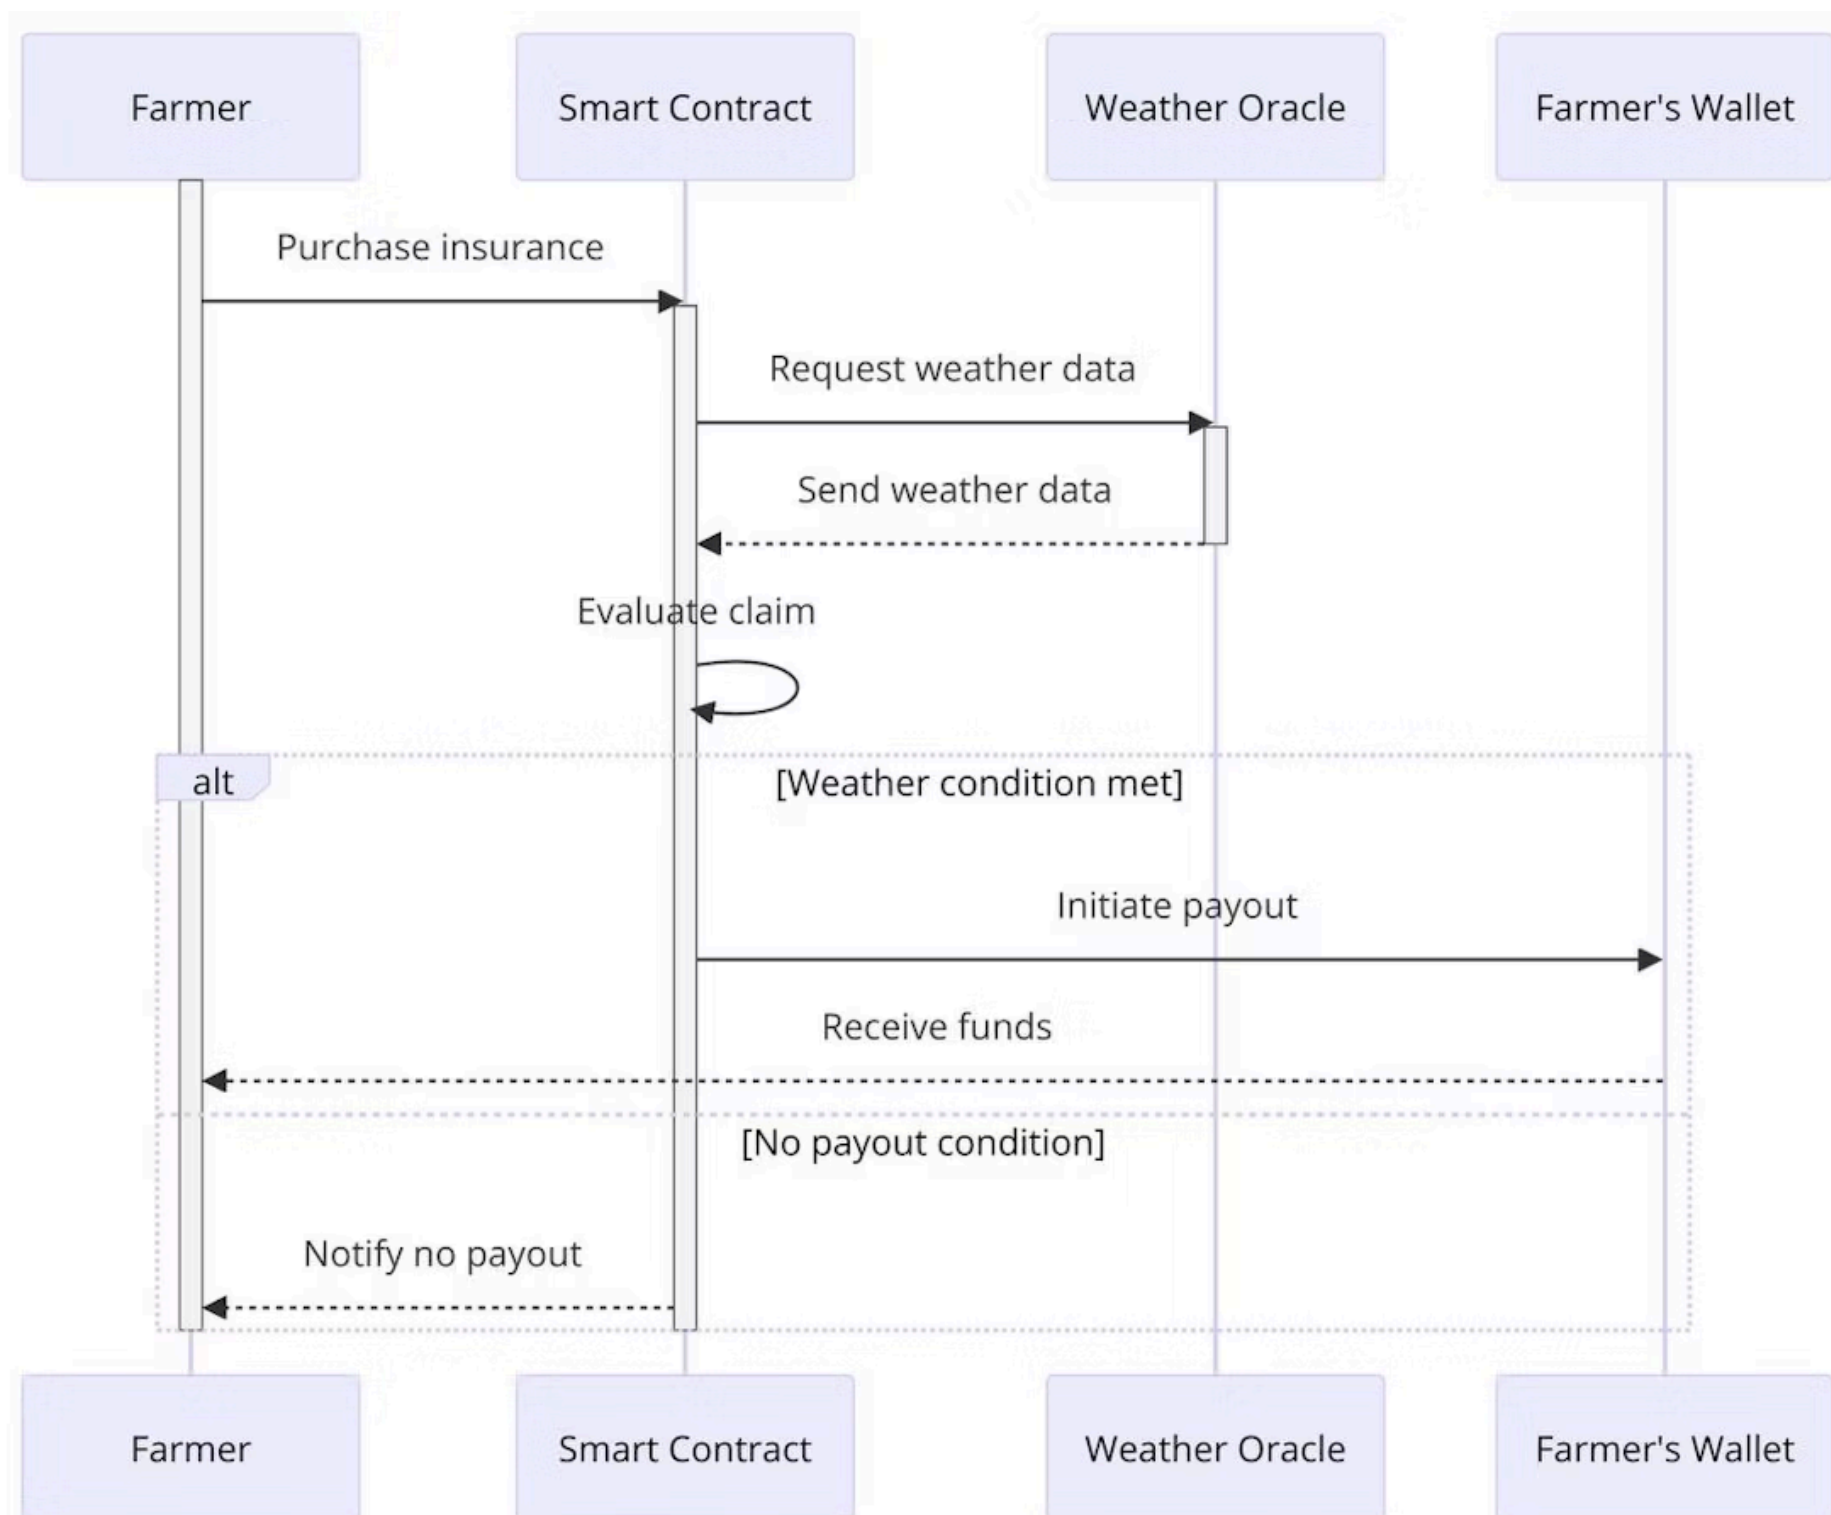 Farmer
Smart Contract
Weather Oracle
Farmer's Wallet
Purchase insurance
Request weather data
Send weather data
Evaluate claim
alt
[Weather condition met]
Initiate payout
Receive funds
[No payout condition]
Notify no payout
Farmer
Smart Contract
Weather Oracle
Farmer's Wallet